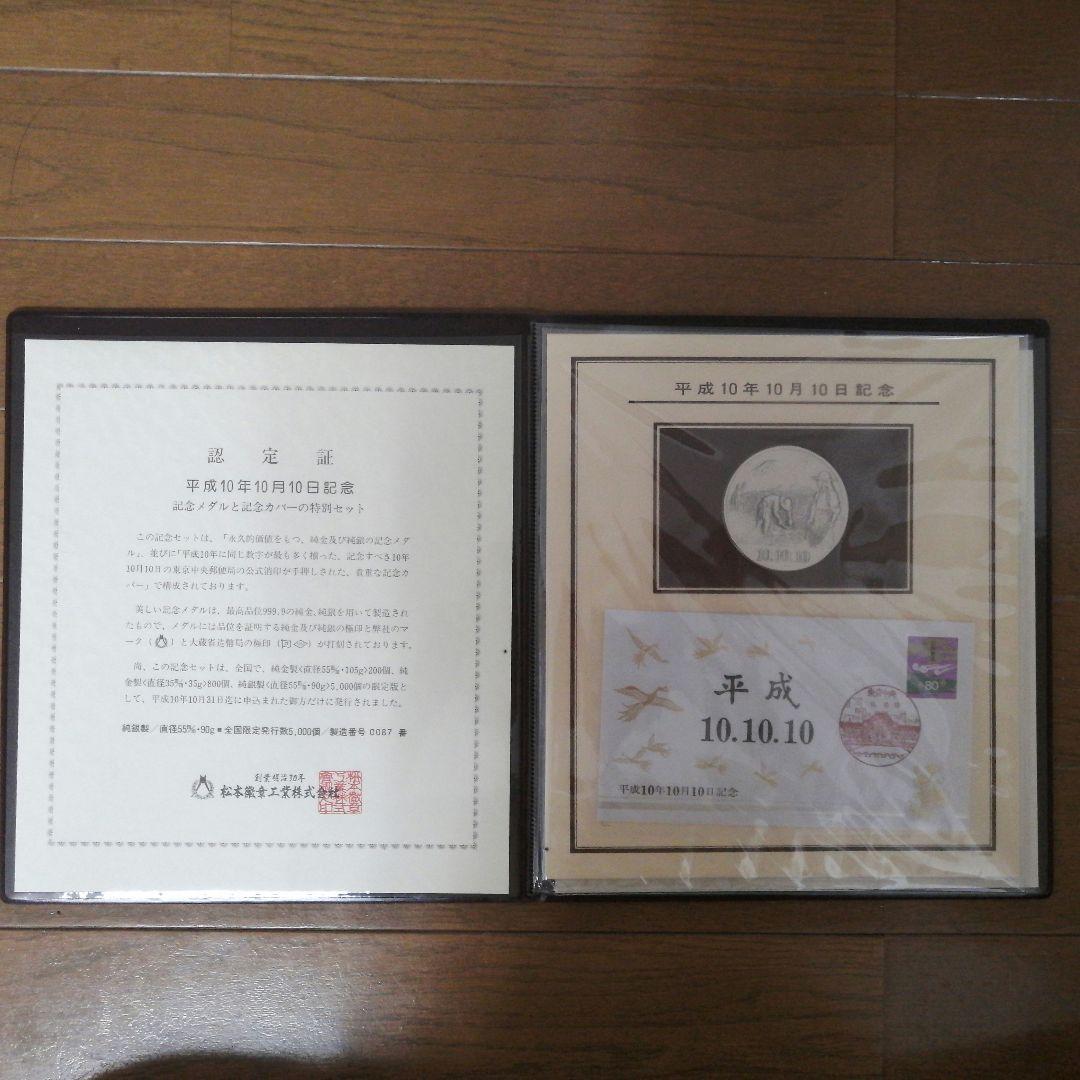 認定証
平成10年10月10日記念
記念メダルと記念カバーの特別セット
この記念セットは、「永久的価値をもつ、純金及び純銀の記念メダ
ル」、並びに「平成10年に同じ数字が最も多く揃った、記念すべき10年
10月10日の東京中央郵便局の公式消印が手押しされた、貴重な記念カ
バー」で構成されております。
美しい記念メダルは、最高品位999.9の純金、純銀を用いて製造され
たもので、メダルには品位を証明する純金及び純銀の極印と弊社のマ
ーク()と大蔵省造幣局の極印()が打刻されております。
尚、この記念セットは、全国で、純金製<直径55㎜・105g>200個、純
金製<直径35㎜・35g>800個、純銀製<直径55㎜・90g>5,000個の限定版と
して、平成10年10月31日迄に申込まれた御方だけに発行されました。
純銀製/直径55㎜・90g■全国限定発行数5,000個/製造番号 0087 番
創業明治30年
松本徽章工業株式会社
平成10年10月10日記念
10.10.10
平成
10.10.10
平成10年10月10日記念
80